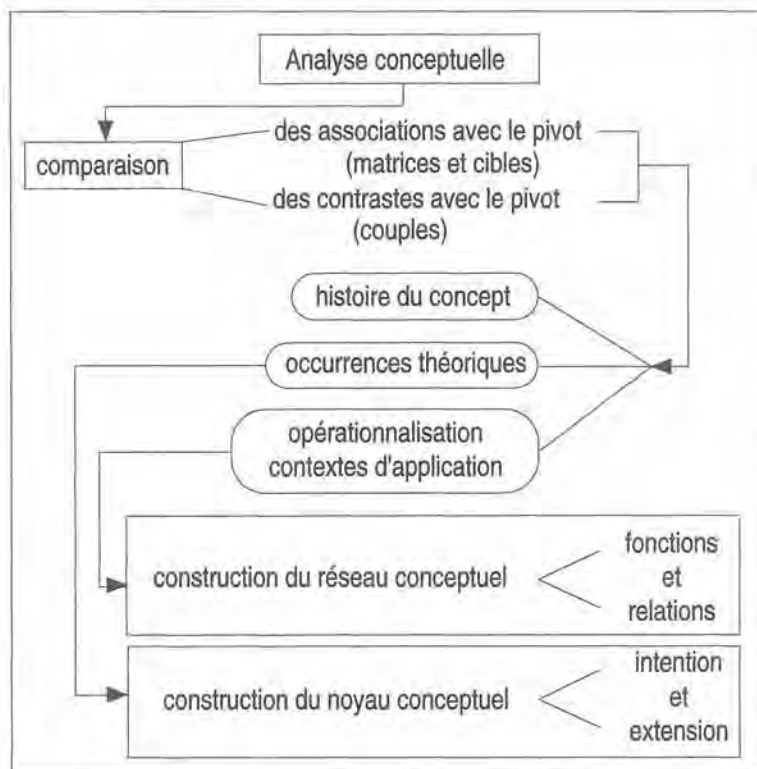 Analyse conceptuelle
des associations avec le pivot
(matrices et cibles)
comparaison
des contrastes avec le pivot
(couples)
histoire du concept
occurrences théoriques
opérationnalisation
contextes d'application
fonctions
construction du réseau conceptuel
et
relations
intention
construction du noyau conceptuel
et
extension